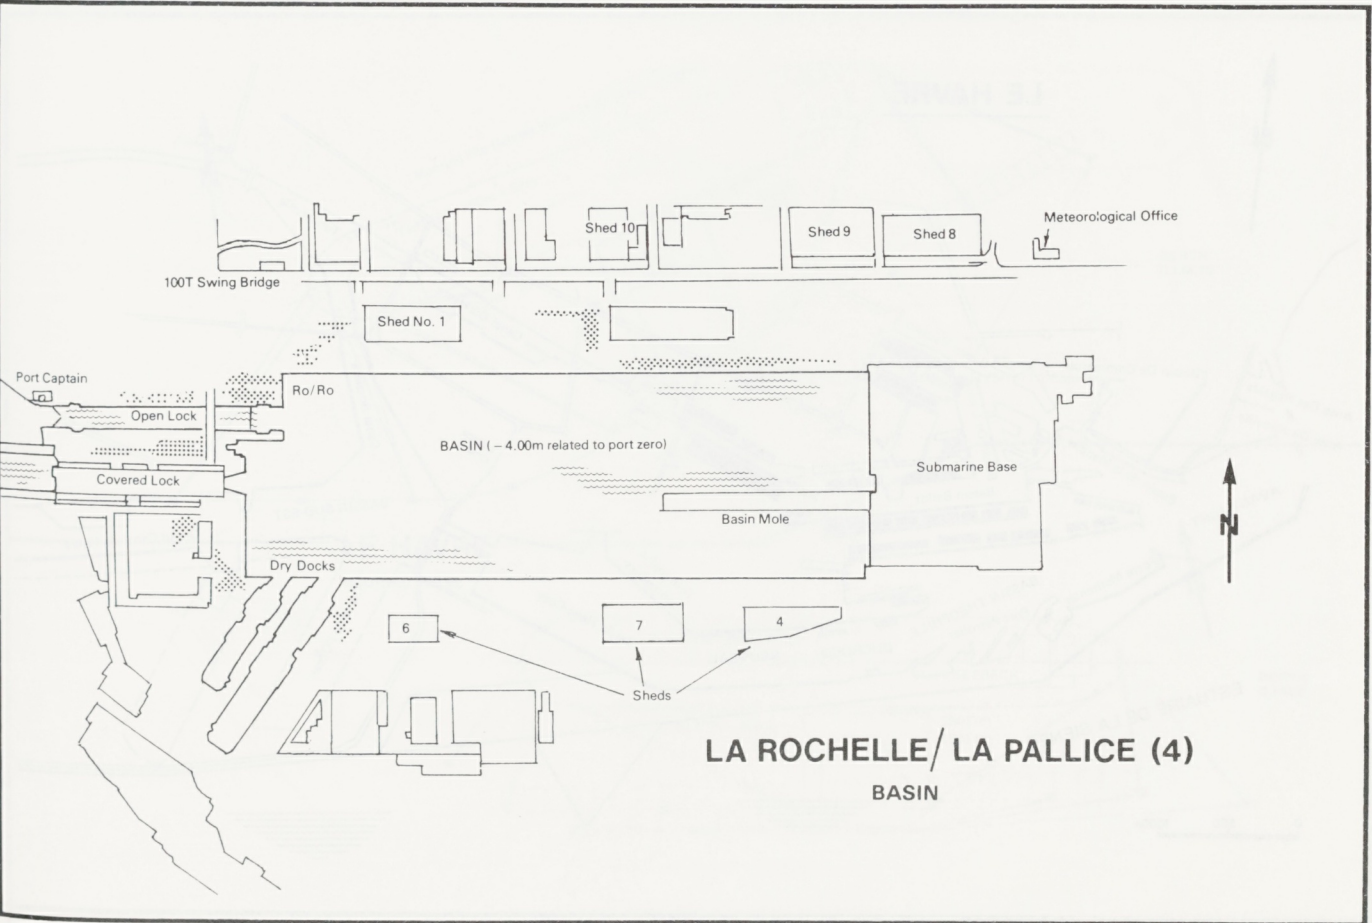 Shed 10
Shed 9
Shed 8
Meteorological Office
100T Swing Bridge
Shed No. 1
Port Captain
Ro/Ro
Open Lock
BASIN (– 4.00m related to port zero)
Submarine Base
Covered Lock
Basin Mole
N
Dry Docks
6
7
4
Sheds
LA ROCHELLE/LA PALLICE (4)
BASIN
LE HAVRE